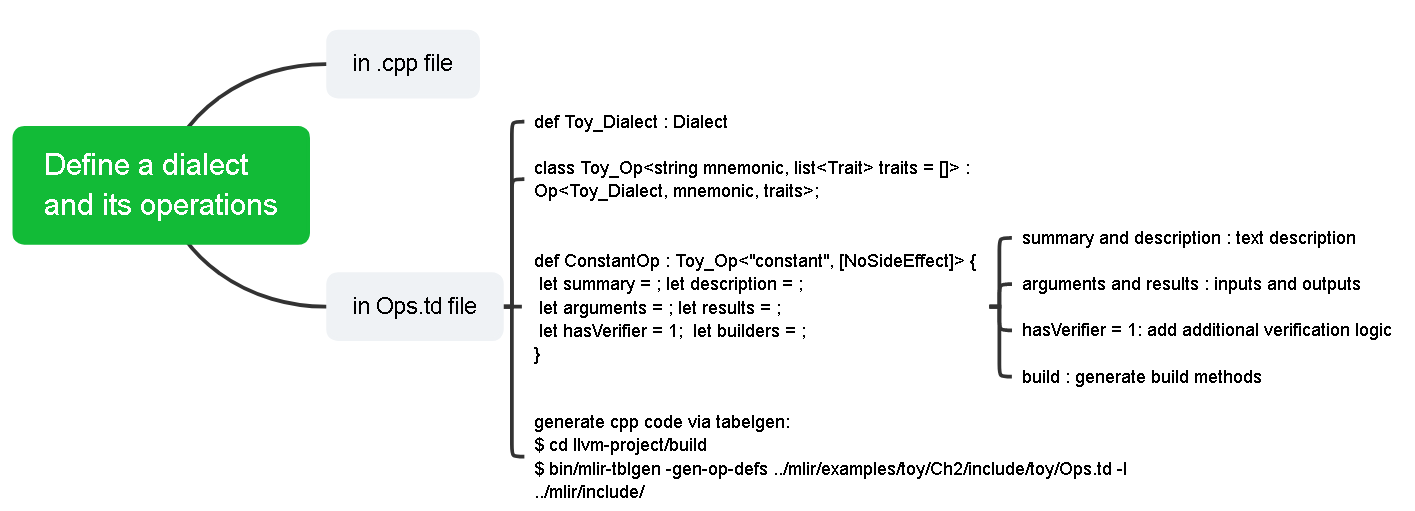 in .cpp file
Define a dialect
and its operations
in Ops.td file
def Toy_Dialect : Dialect
class Toy_Op<string mnemonic, list<Trait> traits = []> :
Op<Toy_Dialect, mnemonic, traits>;
def ConstantOp : Toy_Op<"constant", [NoSideEffect]> {
let summary = ; let description = ;
let arguments = ; let results = ;
let hasVerifier = 1;  let builders = ;
}
summary and description : text description
arguments and results : inputs and outputs
hasVerifier = 1: add additional verification logic
build : generate build methods
generate cpp code via tabelgen:
$ cd llvm-project/build
$ bin/mlir-tblgen -gen-op-defs ../mlir/examples/toy/Ch2/include/toy/Ops.td -I
../mlir/include/